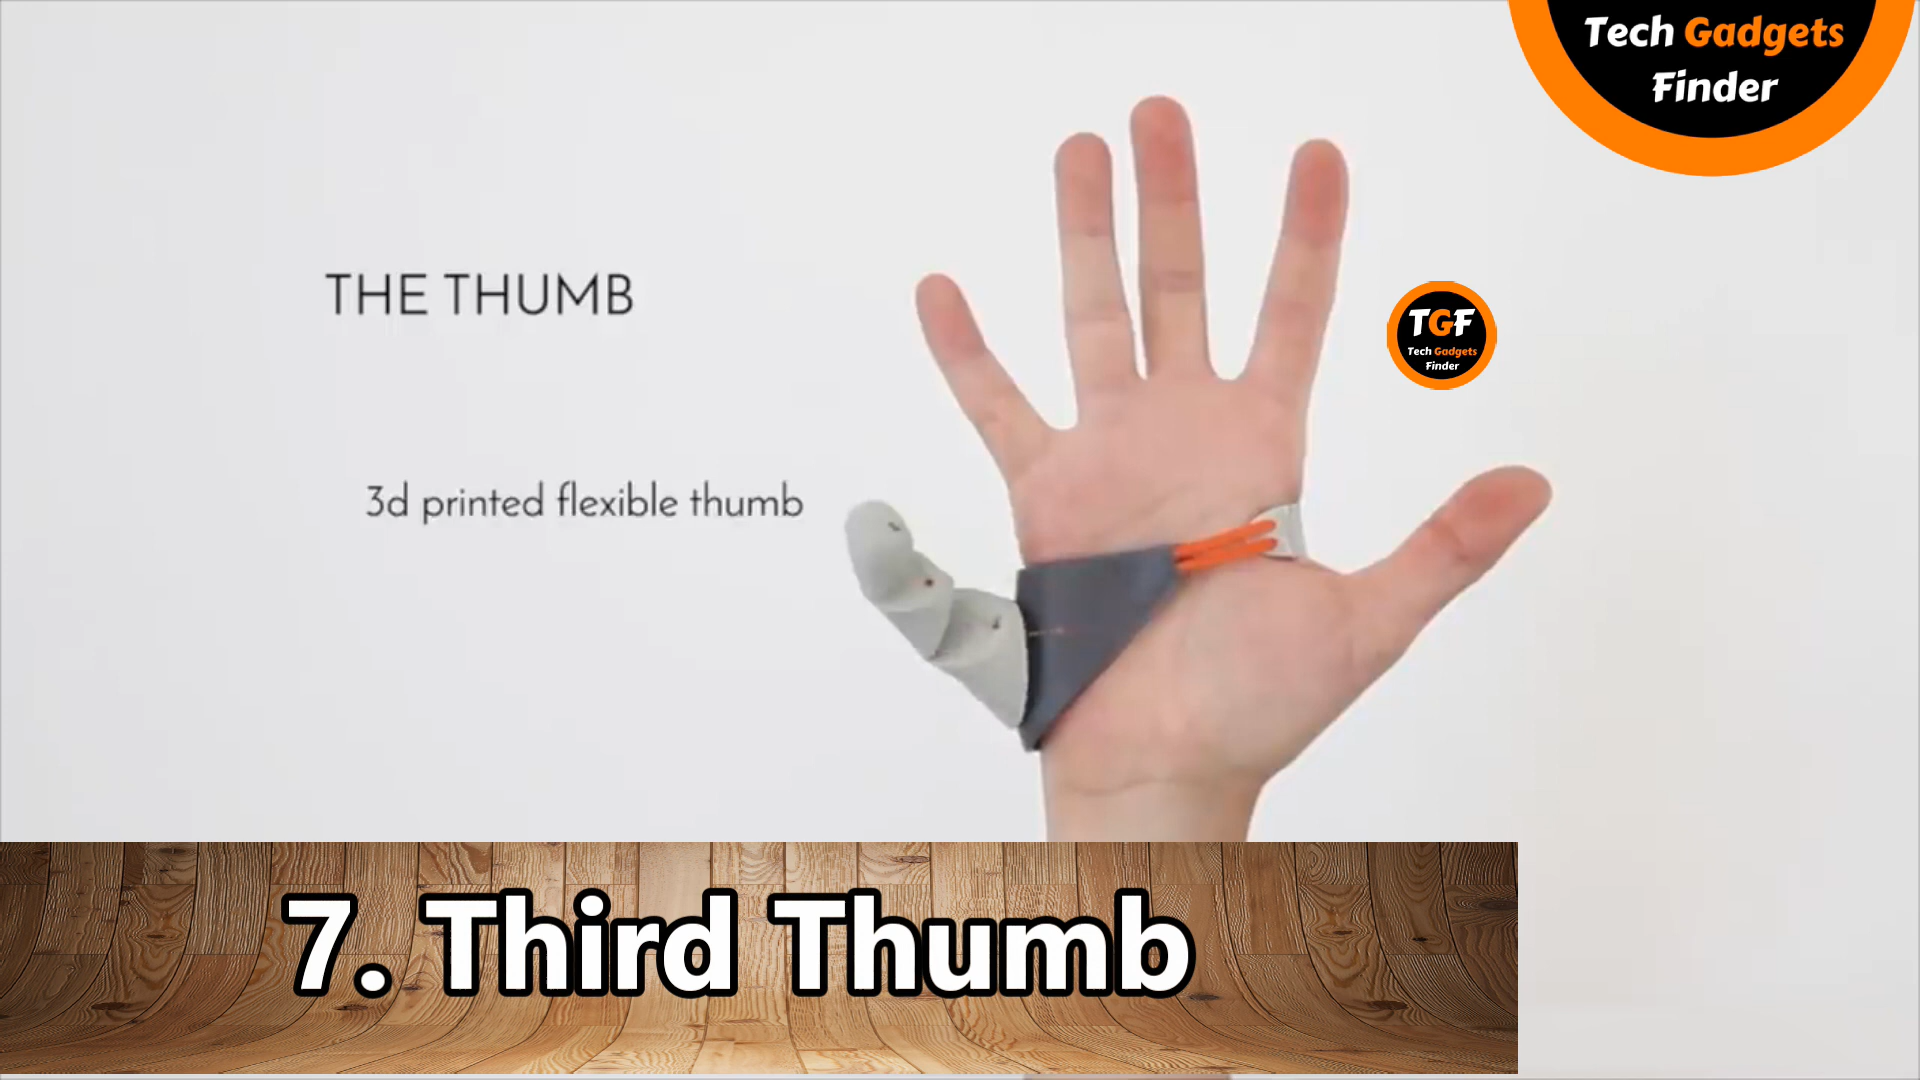 Tech Gadgets
Finder
THE THUMB
TGF
Tech Gadgets
Finder
3d printed flexible thumb
7. Third Thumb